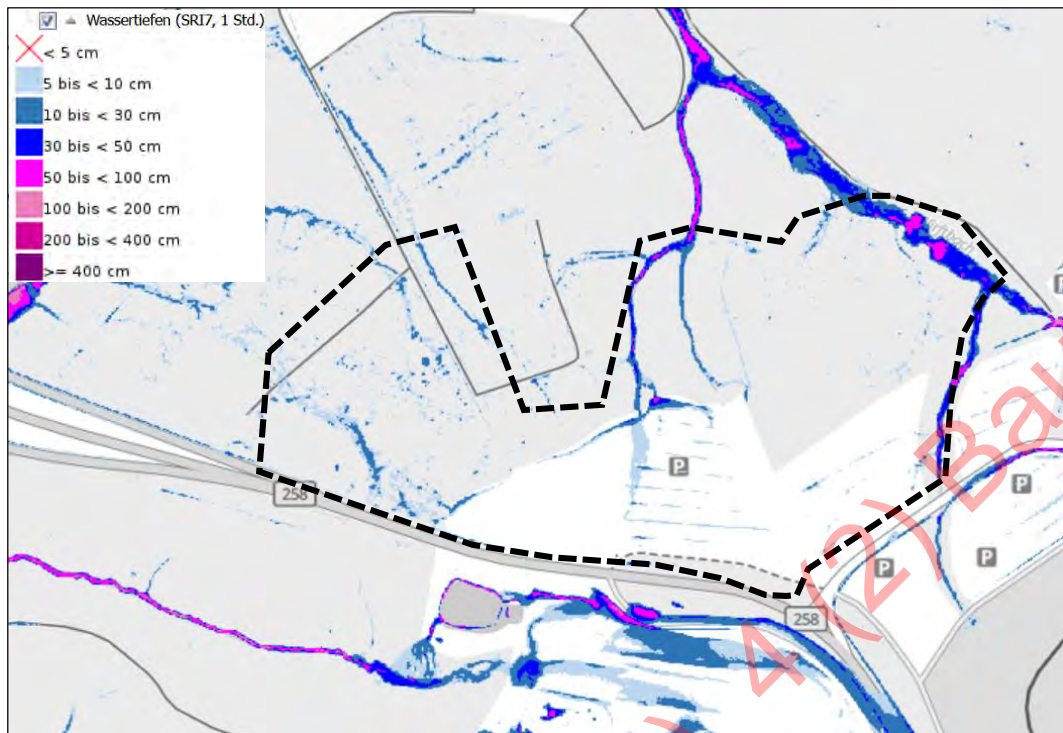 Wassertiefen (SRI7, 1 Std.)
< 5 cm
5 bis < 10 cm
10 bis < 30 cm
30 bis < 50 cm
50 bis < 100 cm
100 bis < 200 cm
200 bis < 400 cm
>= 400 cm
258
P
P
P
P
258
4 (2) Bau